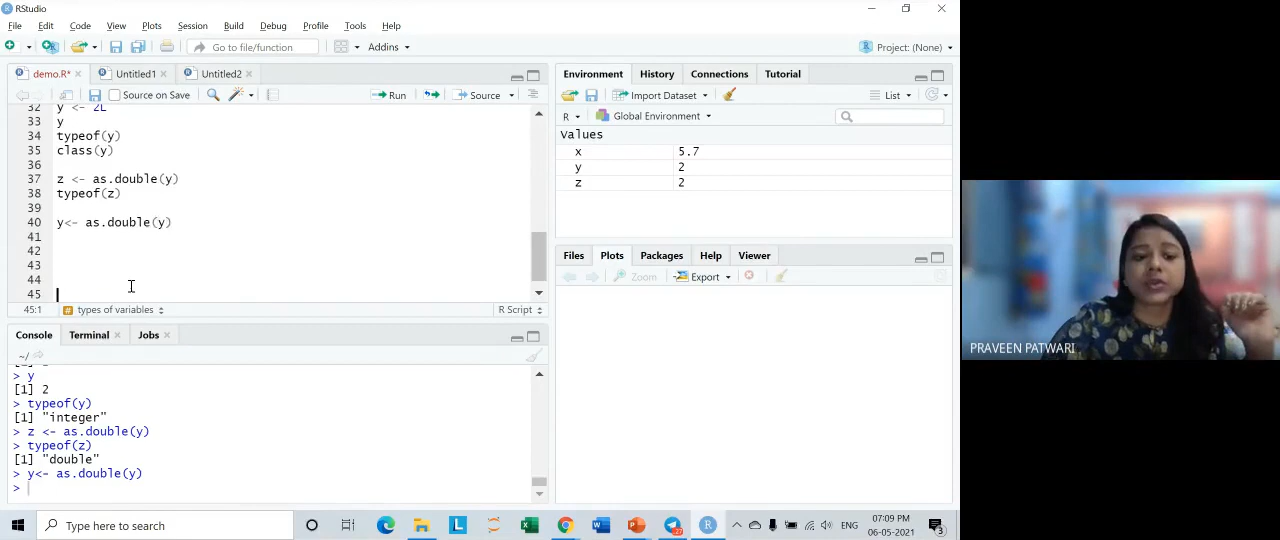 RStudio
File Edit Code View Plots Session Build Debug Profile Tools Help
Go to file/function Addins Project: (None)
demo.R* Untitled1 Untitled2
Source on Save Run Source
32 y <- 2L
33 y
34 typeof(y)
35 class(y)
36
37 z <- as.double(y)
38 typeof(z)
39
40 y<- as.double(y)
41
42
43
44
45
45:1 # types of variables R Script
Console Terminal Jobs
~/
> y
[1] 2
> typeof(y)
[1] "integer"
> z <- as.double(y)
> typeof(z)
[1] "double"
> y<- as.double(y)
>
Environment History Connections Tutorial
Import Dataset List
R Global Environment
Values
x 5.7
y 2
z 2
Files Plots Packages Help Viewer
Zoom Export
PRAVEEN PATWARI
Type here to search
27
ENG
07:09 PM
06-05-2021
3